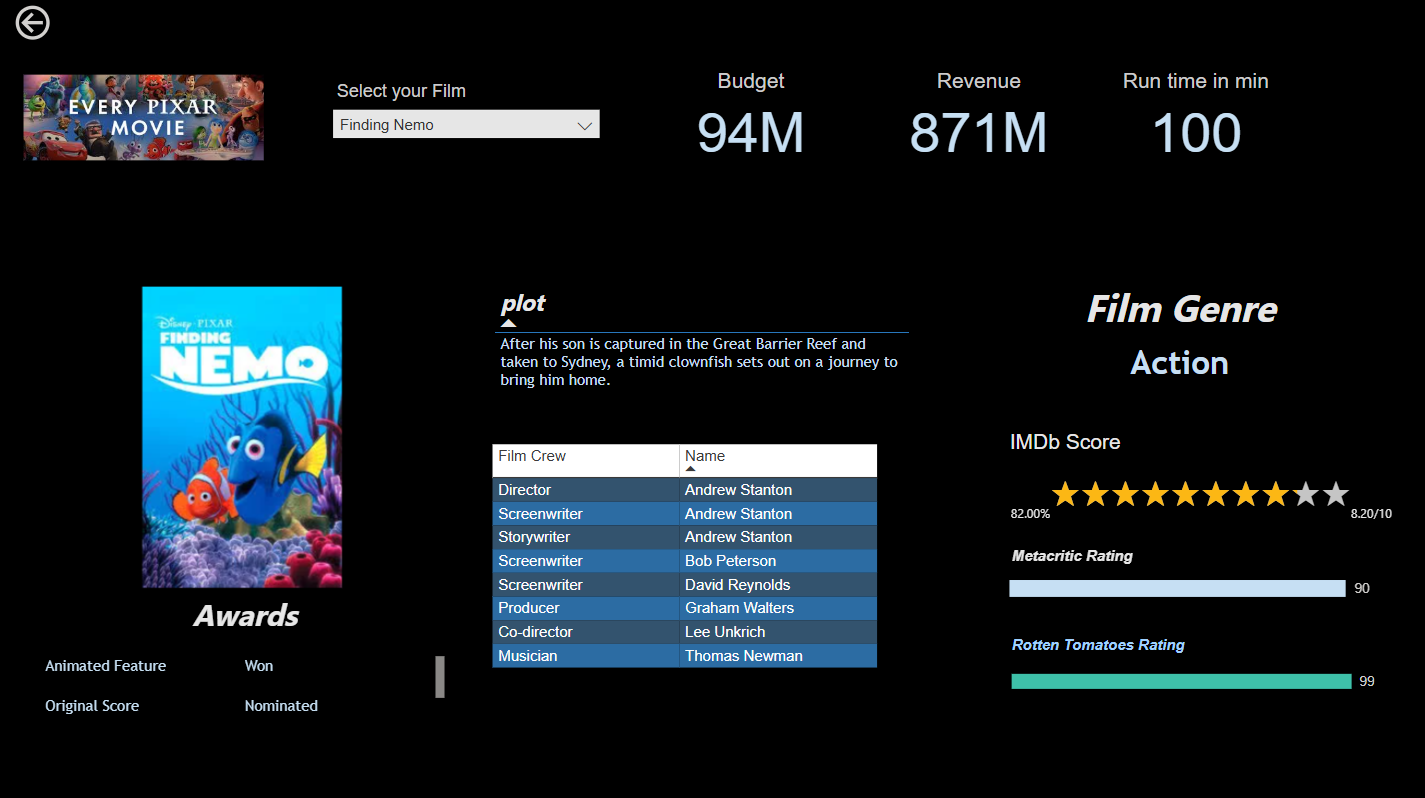 EVERY PIXAR
MOVIE
Select your Film
Finding Nemo
Budget
94M
Revenue
871M
Run time in min
100
Disney · PIXAR
FINDING
NEMO
Awards
Animated Feature Won
Original Score Nominated
plot
After his son is captured in the Great Barrier Reef and
taken to Sydney, a timid clownfish sets out on a journey to
bring him home.
Film Crew Name
Director Andrew Stanton
Screenwriter Andrew Stanton
Storywriter Andrew Stanton
Screenwriter Bob Peterson
Screenwriter David Reynolds
Producer Graham Walters
Co-director Lee Unkrich
Musician Thomas Newman
Film Genre
Action
IMDb Score
82.00% 8.20/10
Metacritic Rating
90
Rotten Tomatoes Rating
99